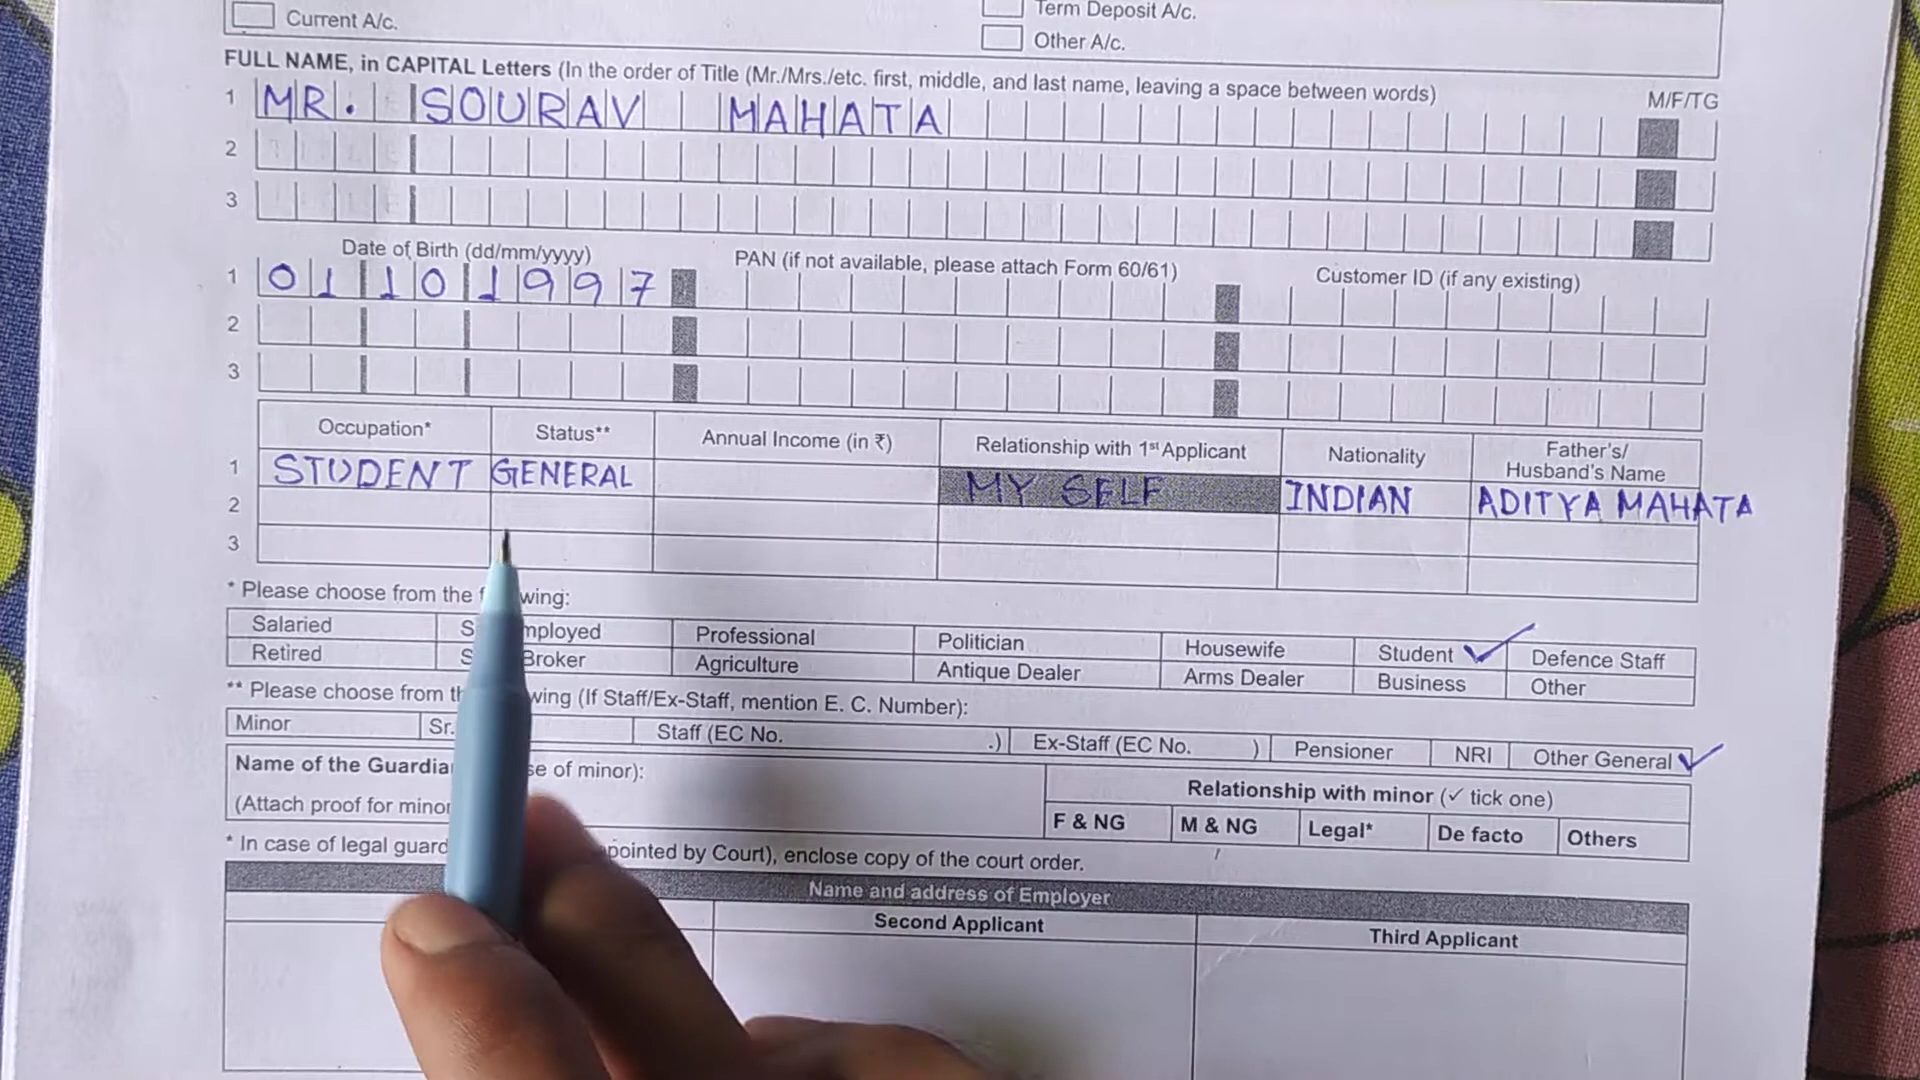 Current A/c. Term Deposit A/c.
Other A/c.
FULL NAME, in CAPITAL Letters (In the order of Title (Mr./Mrs./etc. first, middle, and last name, leaving a space between words) M/F/TG
1 MR. SOURAV MAHATA
2
3
Date of Birth (dd/mm/yyyy) PAN (if not available, please attach Form 60/61) Customer ID (if any existing)
1 01 10 1997
2
3
Occupation* Status** Annual Income (in ₹) Relationship with 1st Applicant Nationality Father's/
Husband's Name
1 STUDENT GENERAL MY SELF INDIAN ADITYA MAHATA
2
3
* Please choose from the wing:
Salaried mployed Professional Politician Housewife Student ✓ Defence Staff
Retired Broker Agriculture Antique Dealer Arms Dealer Business Other
** Please choose from wing (If Staff/Ex-Staff, mention E. C. Number):
Minor Sr. Staff (EC No. .) Ex-Staff (EC No. ) Pensioner NRI Other General ✓
Name of the Guardia se of minor):
(Attach proof for minor
Relationship with minor (✓ tick one)
F & NG M & NG Legal* De facto Others
* In case of legal guard pointed by Court), enclose copy of the court order.
Name and address of Employer
Second Applicant Third Applicant